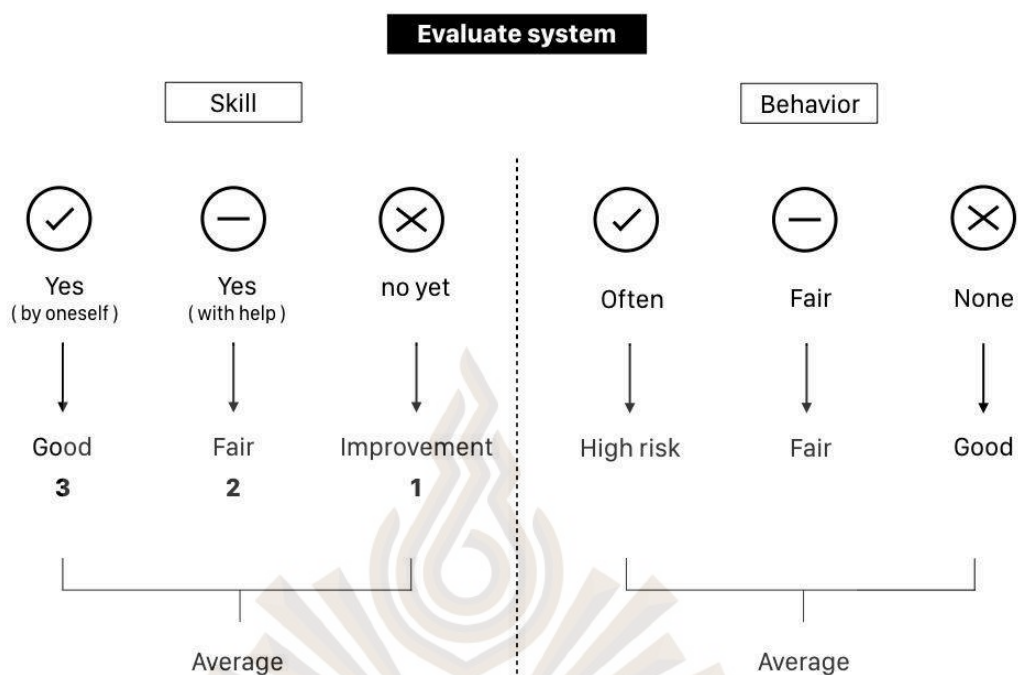 Evaluate system
Skill
Behavior
Yes
( by oneself )
Yes
( with help )
no yet
Often
Fair
None
Good
Fair
Improvement
High risk
Fair
Good
3
2
1
Average
Average